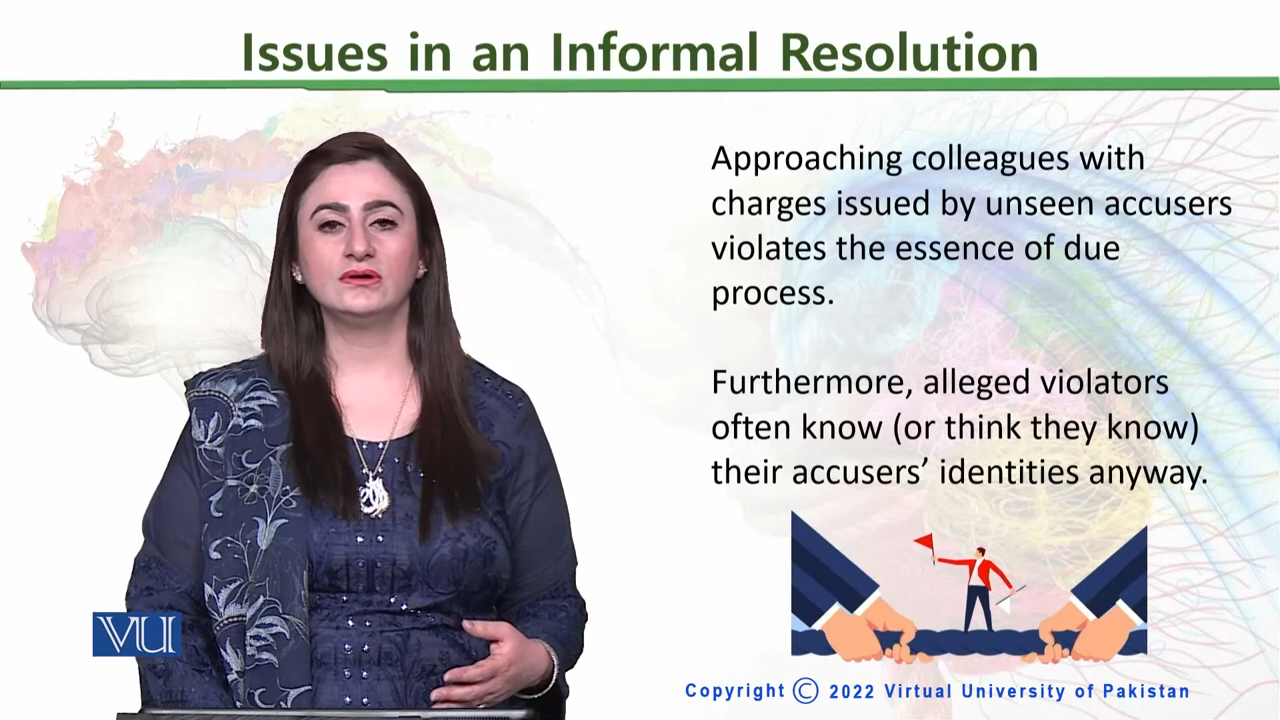 Issues in an Informal Resolution
Approaching colleagues with
charges issued by unseen accusers
violates the essence of due
process.
Furthermore, alleged violators
often know (or think they know)
their accusers’ identities anyway.
VU
Copyright © 2022 Virtual University of Pakistan